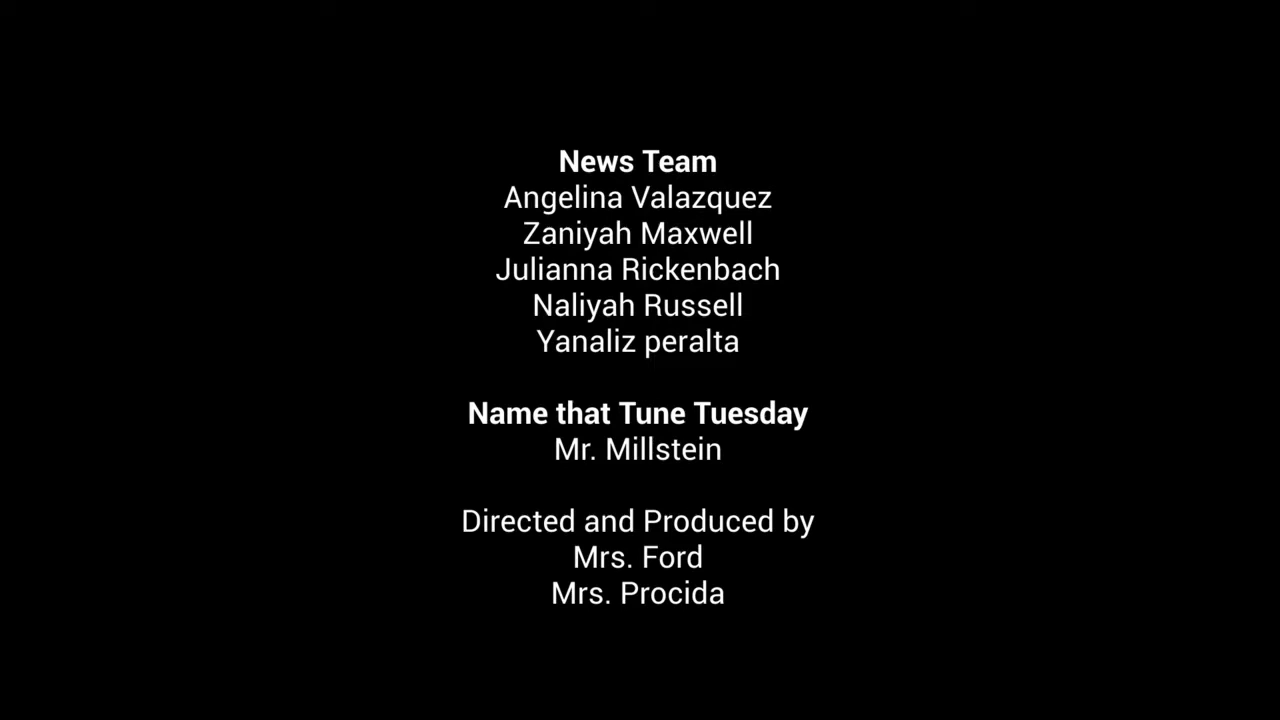 News Team
Angelina Valazquez
Zaniyah Maxwell
Julianna Rickenbach
Naliyah Russell
Yanaliz peralta
Name that Tune Tuesday
Mr. Millstein
Directed and Produced by
Mrs. Ford
Mrs. Procida